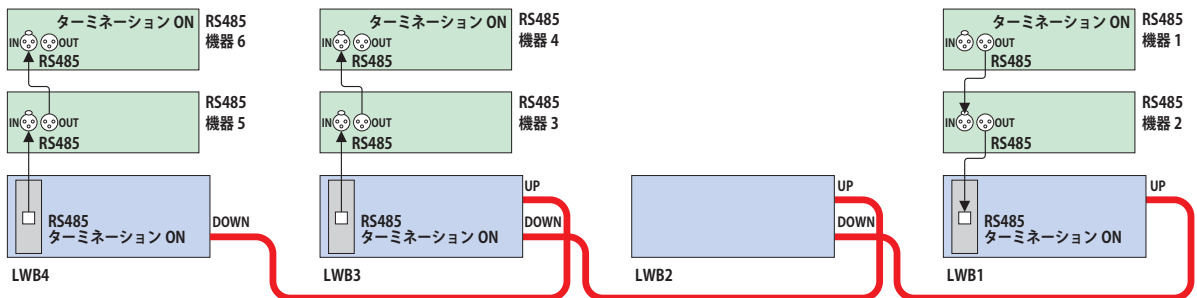 ターミネーション ON
RS485
機器 6
IN
OUT
RS485
RS485
機器 5
IN
OUT
RS485
RS485
ターミネーション ON
DOWN
LWB4
ターミネーション ON
RS485
機器 4
IN
OUT
RS485
RS485
機器 3
IN
OUT
RS485
UP
RS485
ターミネーション ON
DOWN
LWB3
UP
DOWN
LWB2
ターミネーション ON
RS485
機器 1
IN
OUT
RS485
RS485
機器 2
IN
OUT
RS485
UP
RS485
ターミネーション ON
LWB1